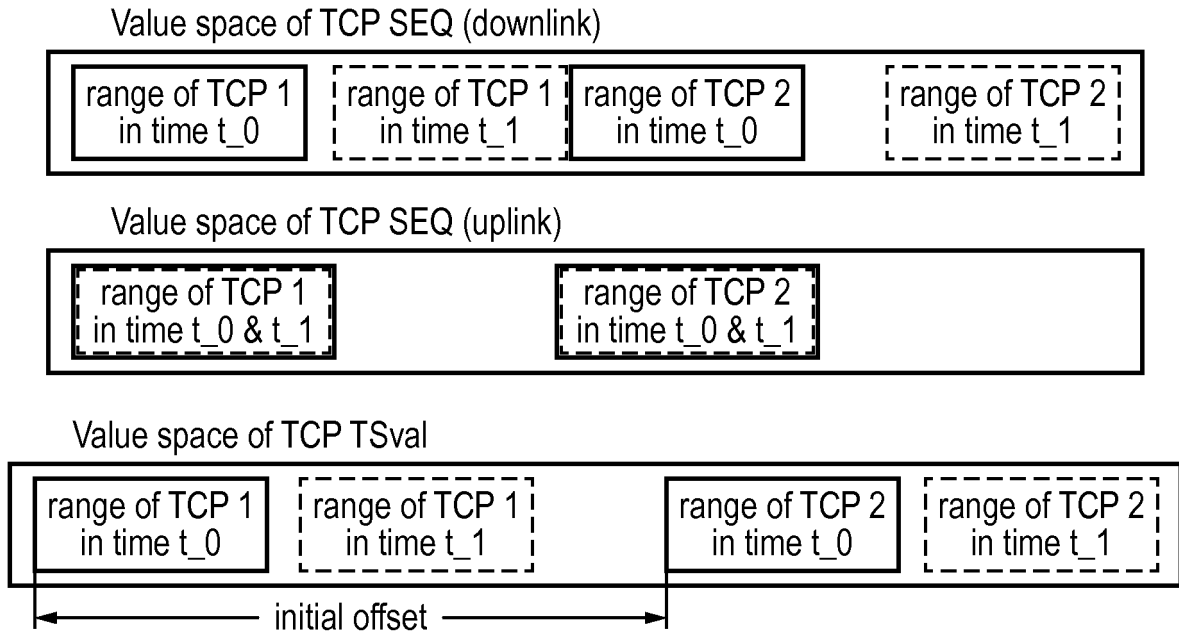 Value space of TCP SEQ (downlink)
range of TCP 1
in time t_0
range of TCP 1
in time t_1
range of TCP 2
in time t_0
range of TCP 2
in time t_1
Value space of TCP SEQ (uplink)
range of TCP 1
in time t_0 & t_1
range of TCP 2
in time t_0 & t_1
Value space of TCP TSval
range of TCP 1
in time t_0
range of TCP 1
in time t_1
range of TCP 2
in time t_0
range of TCP 2
in time t_1
initial offset